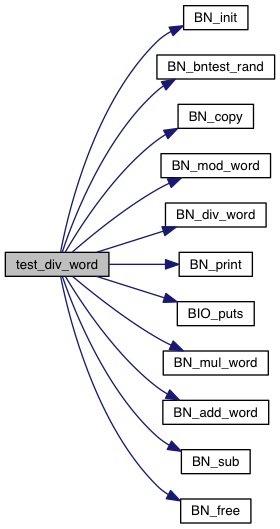 BN_init
BN_bntest_rand
BN_copy
BN_mod_word
BN_div_word
test_div_word
BN_print
BIO_puts
BN_mul_word
BN_add_word
BN_sub
BN_free